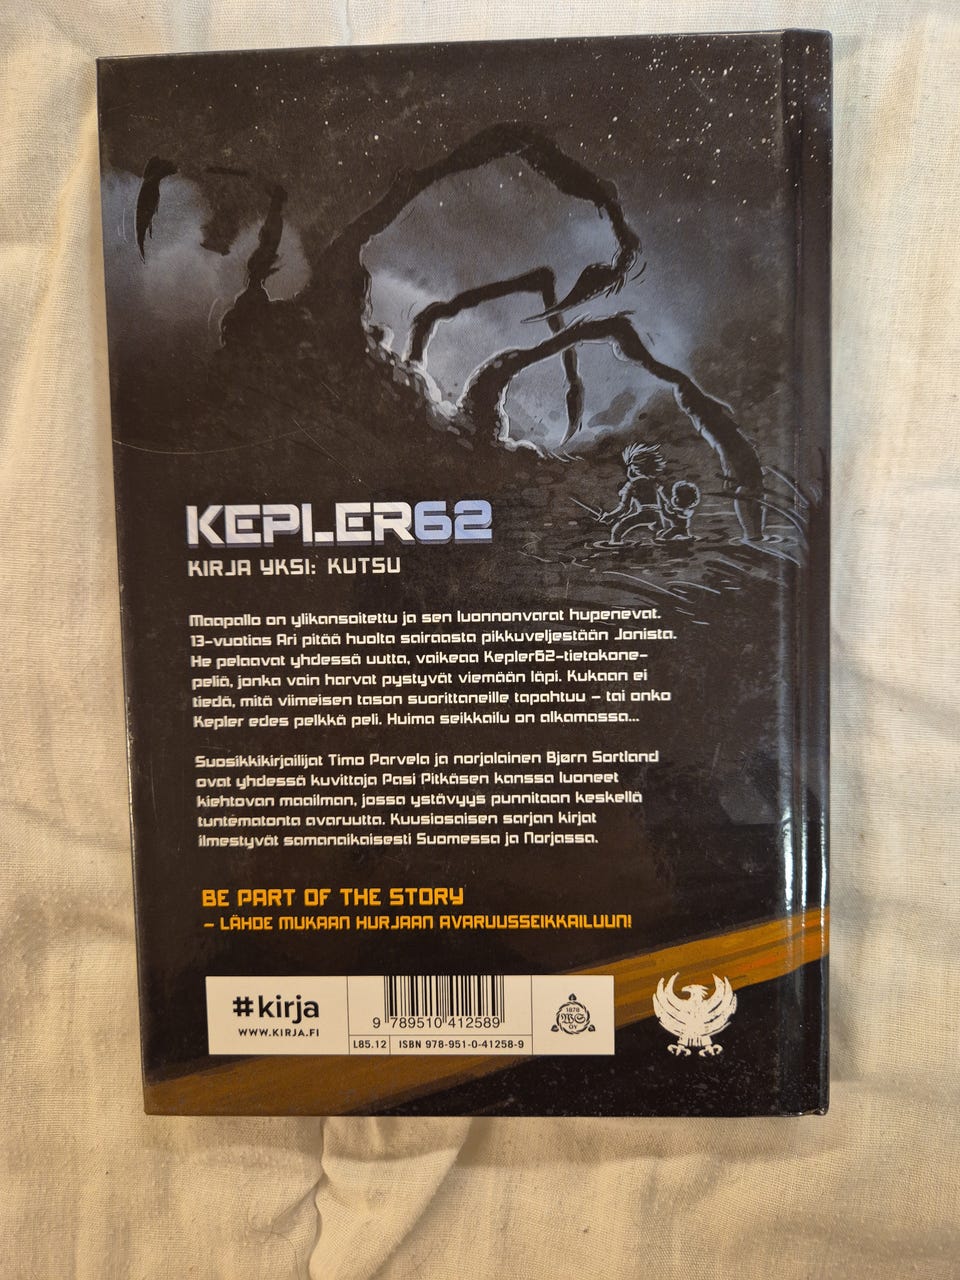 KEPLER62
KIRJA YKSI: KUTSU
Maapallo on ylikansoitettu ja sen luonnonvarat hupenevat.
13-vuotias Ari pitää huolta sairaasta pikkuveljestään Jonista.
He pelaavat yhdessä uutta, vaikeaa Kepler62-tietokone-
peliä, jonka vain harvat pystyvät viemään läpi. Kukaan ei
tiedä, mitä viimeisen tason suorittaneille tapahtuu – tai onko
Kepler edes pelkkä peli. Huima seikkailu on alkamassa...
Suosikkikirjailijat Timo Parvela ja norjalainen Bjørn Sortland
ovat yhdessä kuvittaja Pasi Pitkäsen kanssa luoneet
kiehtovan maailman, jossa ystävyys punnitaan keskellä
tuntematonta avaruutta. Kuusiosaisen sarjan kirjat
ilmestyvät samanaikaisesti Suomessa ja Norjassa.
BE PART OF THE STORY
– LÄHDE MUKAAN HURJAAN AVARUUSSEIKKAILUUN!
#kirja
WWW.KIRJA.FI
9 789510 412589
L85.12 ISBN 978-951-0-41258-9
1878
WS
OY